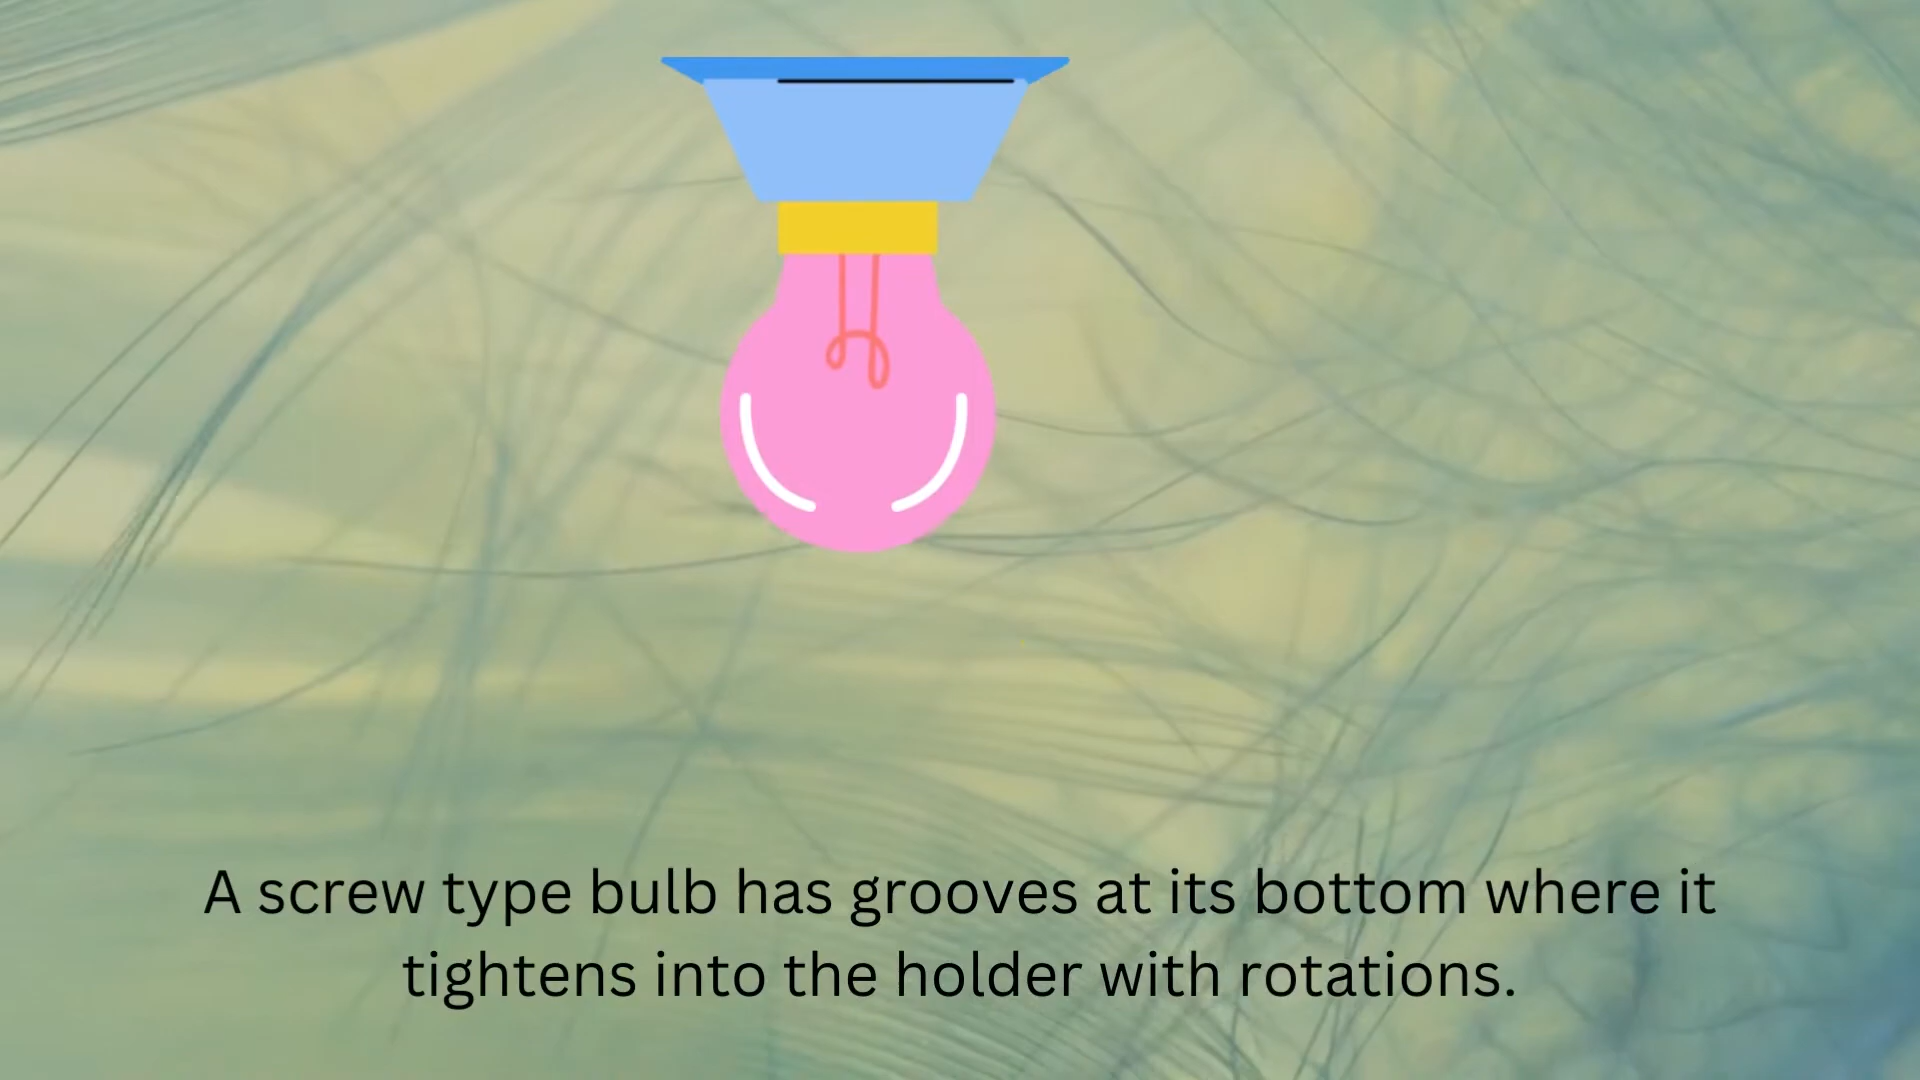 A screw type bulb has grooves at its bottom where it
tightens into the holder with rotations.